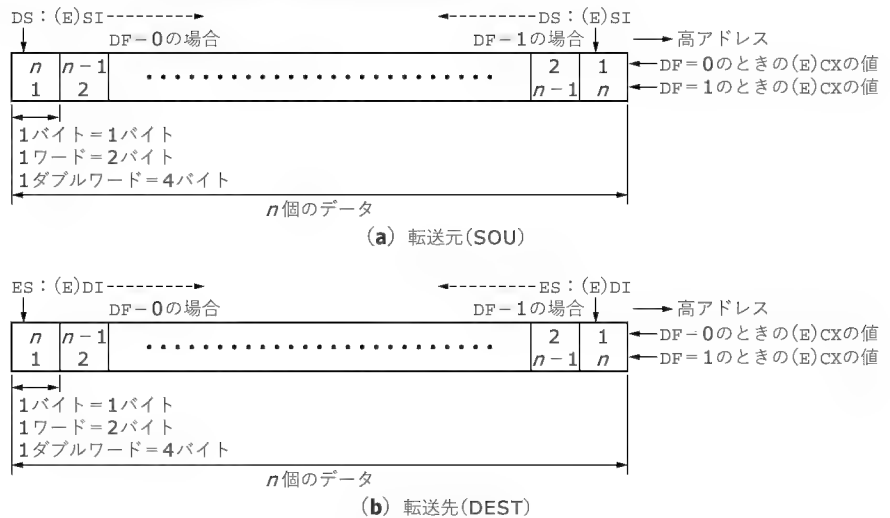 DS：(E)SI ---------► ◄---------DS：(E)SI
DF－0の場合 DF－1の場合 →高アドレス
n n−1 ・・・・・・・・・・・・・・・・・・・・・・・・・ 2 1 ←DF＝0のときの(E)CXの値
1 2 n−1 n ←DF＝1のときの(E)CXの値
1バイト＝1バイト
1ワード＝2バイト
1ダブルワード＝4バイト
n個のデータ
(a) 転送元(SOU)
ES：(E)DI ---------► ◄---------ES：(E)DI
DF－0の場合 DF－1の場合 →高アドレス
n n−1 ・・・・・・・・・・・・・・・・・・・・・・・・・ 2 1 ←DF－0のときの(E)CXの値
1 2 n−1 n ←DF＝1のときの(E)CXの値
1バイト＝1バイト
1ワード＝2バイト
1ダブルワード＝4バイト
n個のデータ
(b) 転送先(DEST)